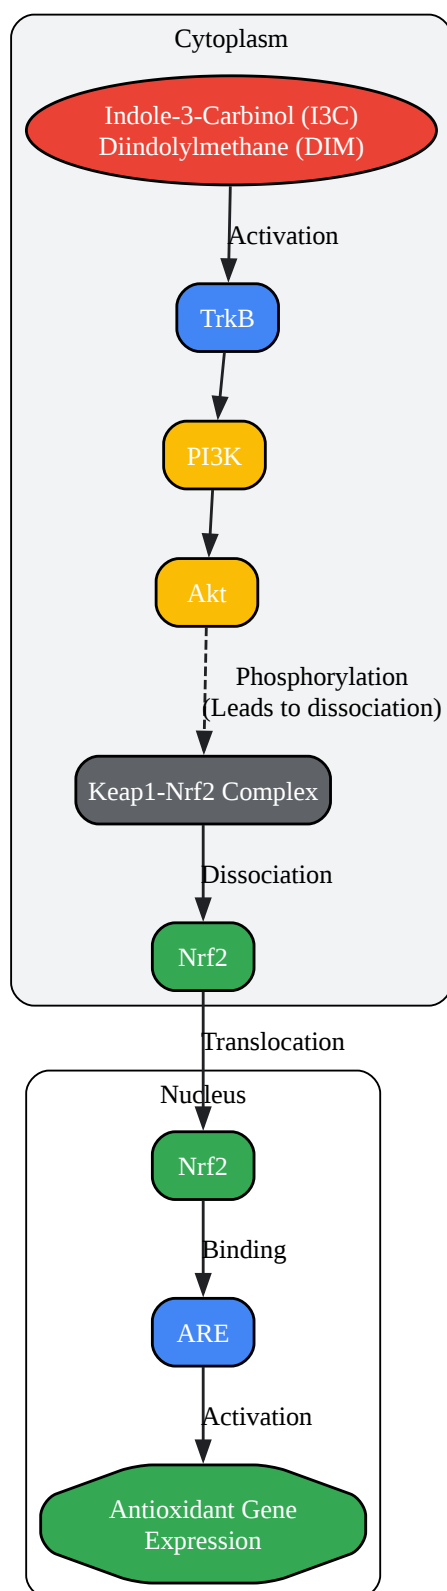 Cytoplasm
Indole-3-Carbinol (I3C)
Diindolylmethane (DIM)
Activation
TrkB
PI3K
Akt
Phosphorylation
(Leads to dissociation)
Keap1-Nrf2 Complex
Dissociation
Nrf2
Translocation
Nucleus
Nrf2
Binding
ARE
Activation
Antioxidant Gene
Expression